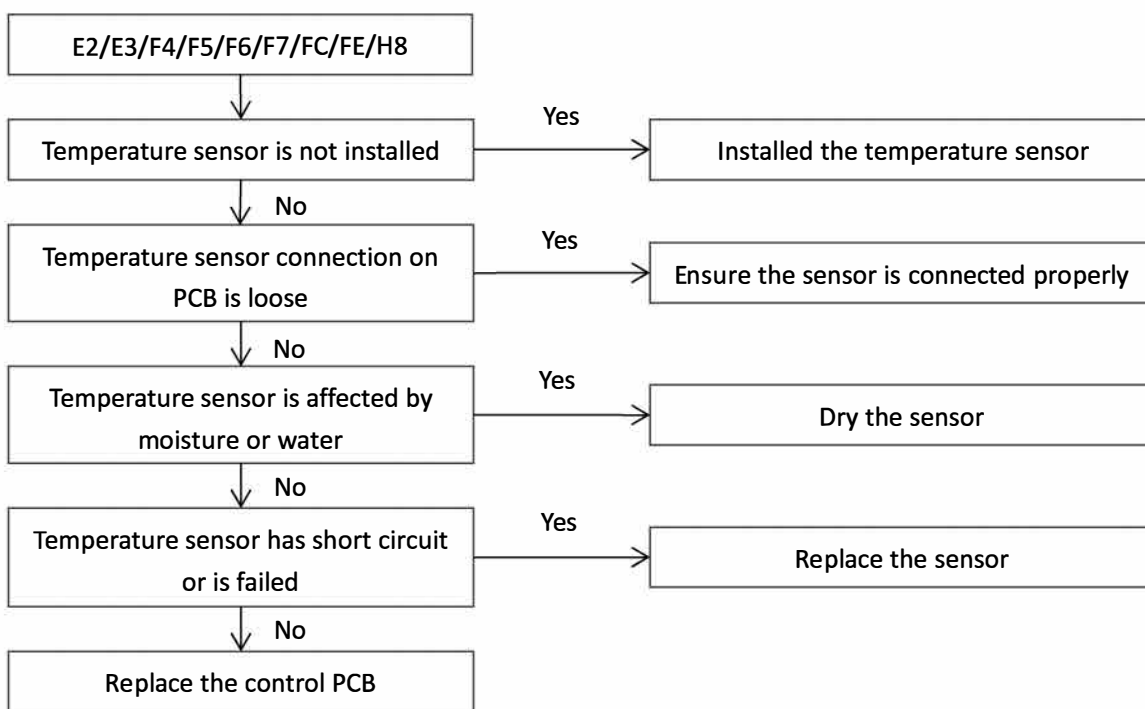 E2/E3/F4/F5/F6/F7/FC/FE/H8
Yes
Temperature sensor is not installed
Installed the temperature sensor
No
Temperature sensor connection on
PCB is loose
Yes
Ensure the sensor is connected properly
No
Temperature sensor is affected by
moisture or water
Yes
Dry the sensor
No
Temperature sensor has short circuit
or is failed
Yes
Replace the sensor
No
Replace the control PCB